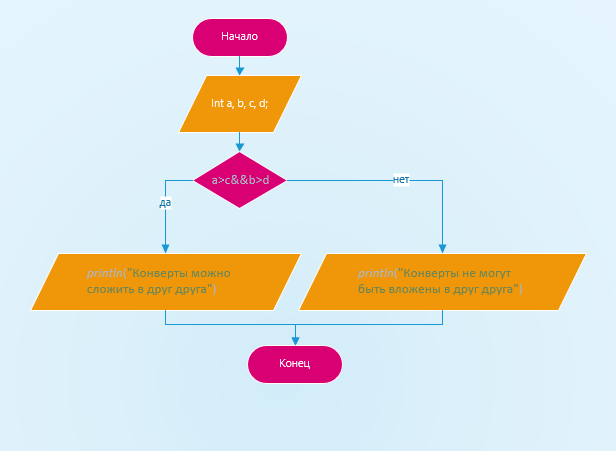 Начало
Int a, b, c, d;
a>c&&b>d
да
нет
println("Конверты можно
сложить в друг друга")
println("Конверты не могут
быть вложены в друг друга")
Конец